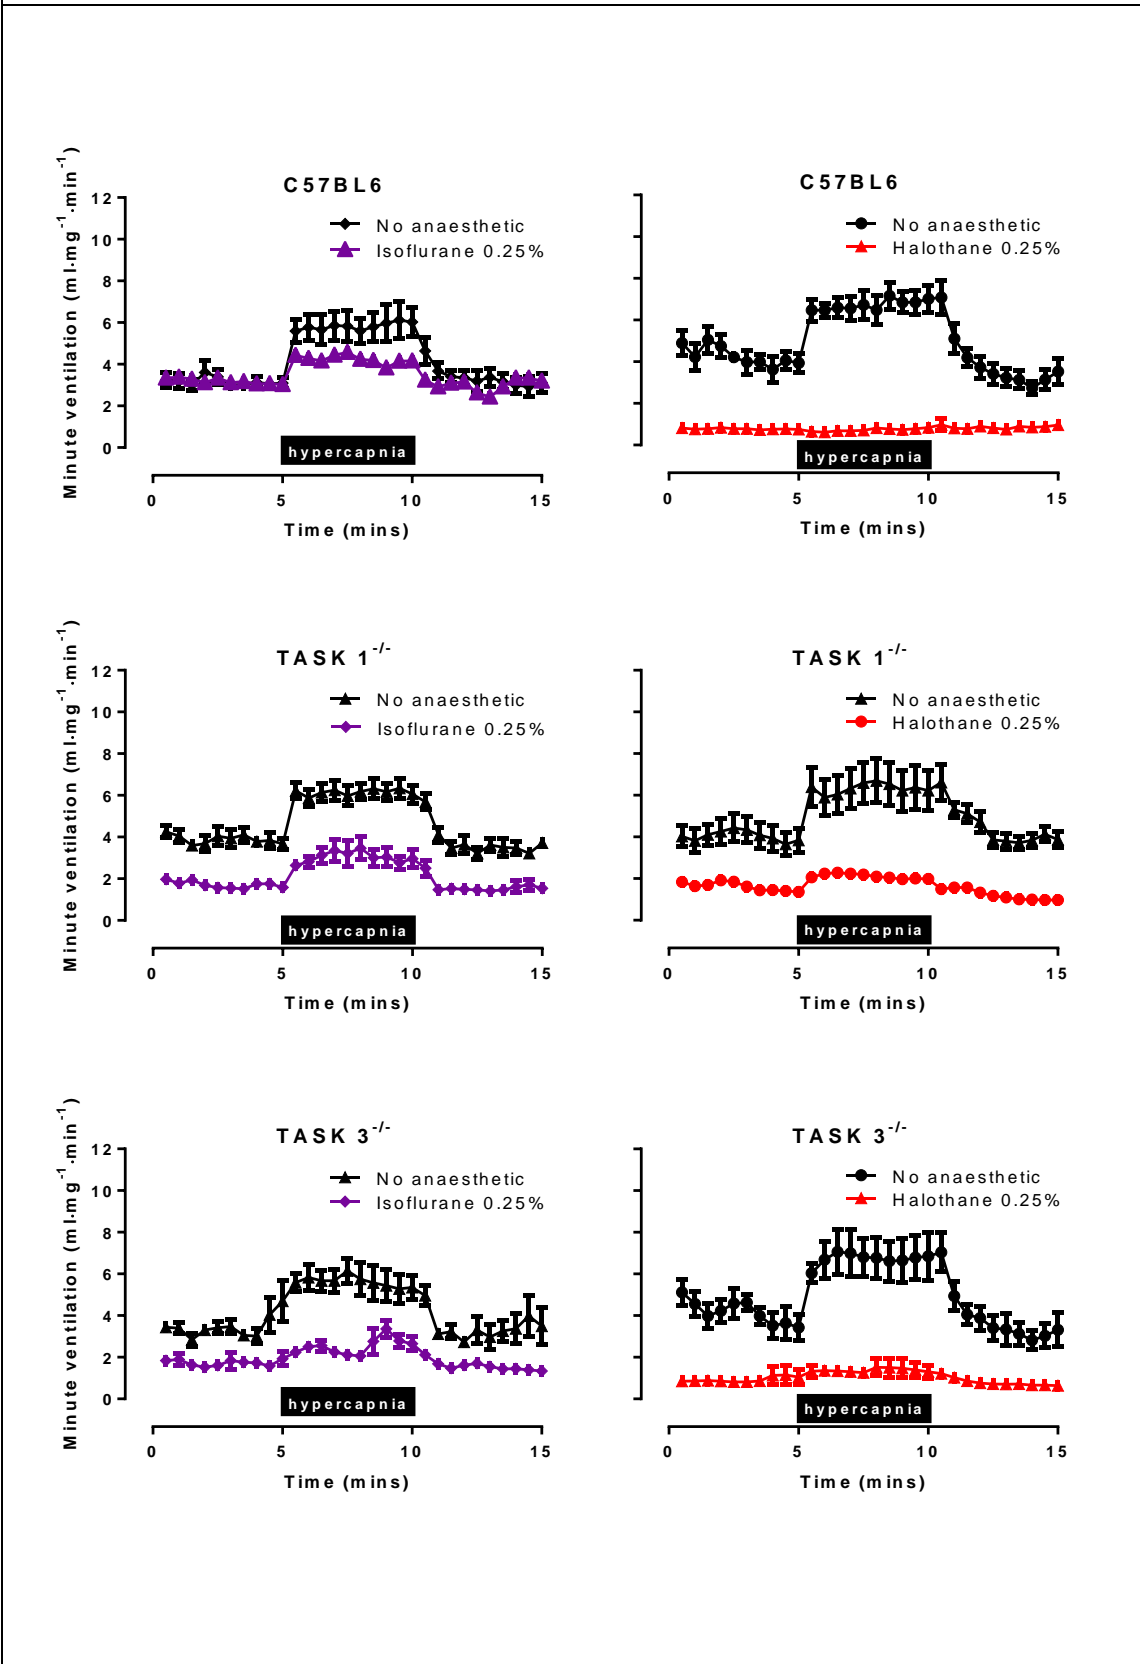 C57BL6
No anaesthetic
Isoflurane 0.25%
Minute ventilation (ml·mg-1·min-1)
12
10
8
6
4
2
0
hypercapnia
0 5 10 15
Time (mins)
C57BL6
No anaesthetic
Halothane 0.25%
hypercapnia
0 5 10 15
Time (mins)
TASK 1-/-
No anaesthetic
Isoflurane 0.25%
Minute ventilation (ml·mg-1·min-1)
12
10
8
6
4
2
0
hypercapnia
0 5 10 15
Time (mins)
TASK 1-/-
No anaesthetic
Halothane 0.25%
hypercapnia
0 5 10 15
Time (mins)
TASK 3-/-
No anaesthetic
Isoflurane 0.25%
Minute ventilation (ml·mg-1·min-1)
12
10
8
6
4
2
0
hypercapnia
0 5 10 15
Time (mins)
TASK 3-/-
No anaesthetic
Halothane 0.25%
hypercapnia
0 5 10 15
Time (mins)